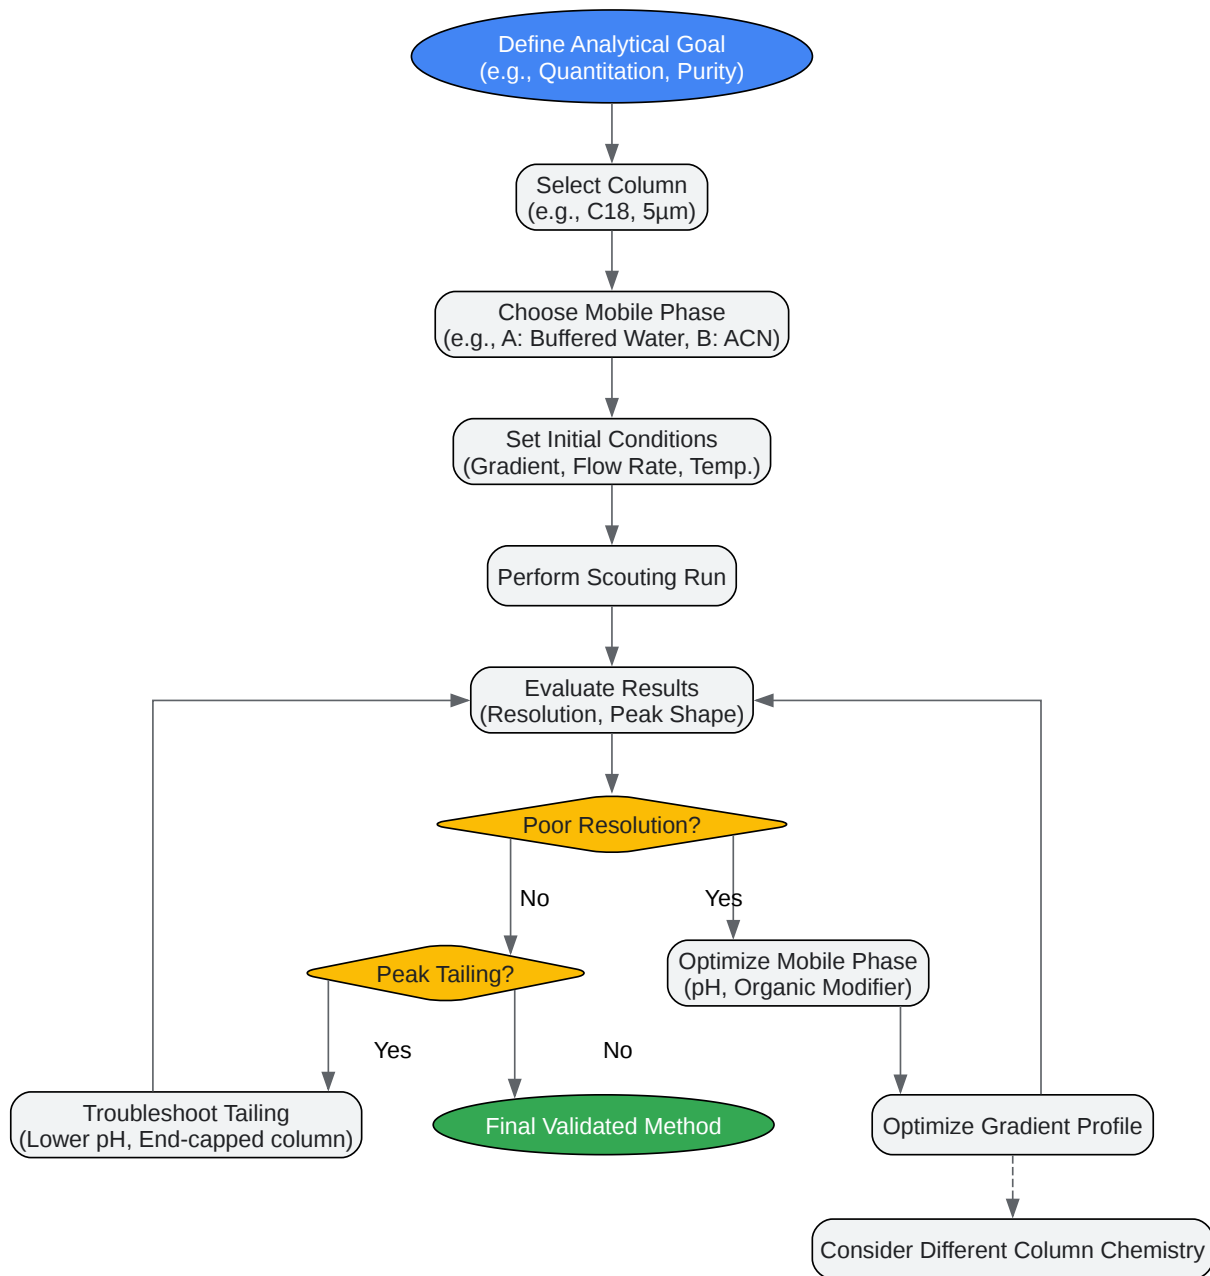 Define Analytical Goal
(e.g., Quantitation, Purity)
Select Column
(e.g., C18, 5µm)
Choose Mobile Phase
(e.g., A: Buffered Water, B: ACN)
Set Initial Conditions
(Gradient, Flow Rate, Temp.)
Perform Scouting Run
Evaluate Results
(Resolution, Peak Shape)
Poor Resolution?
No
Yes
Peak Tailing?
Optimize Mobile Phase
(pH, Organic Modifier)
Yes
No
Troubleshoot Tailing
(Lower pH, End-capped column)
Final Validated Method
Optimize Gradient Profile
Consider Different Column Chemistry